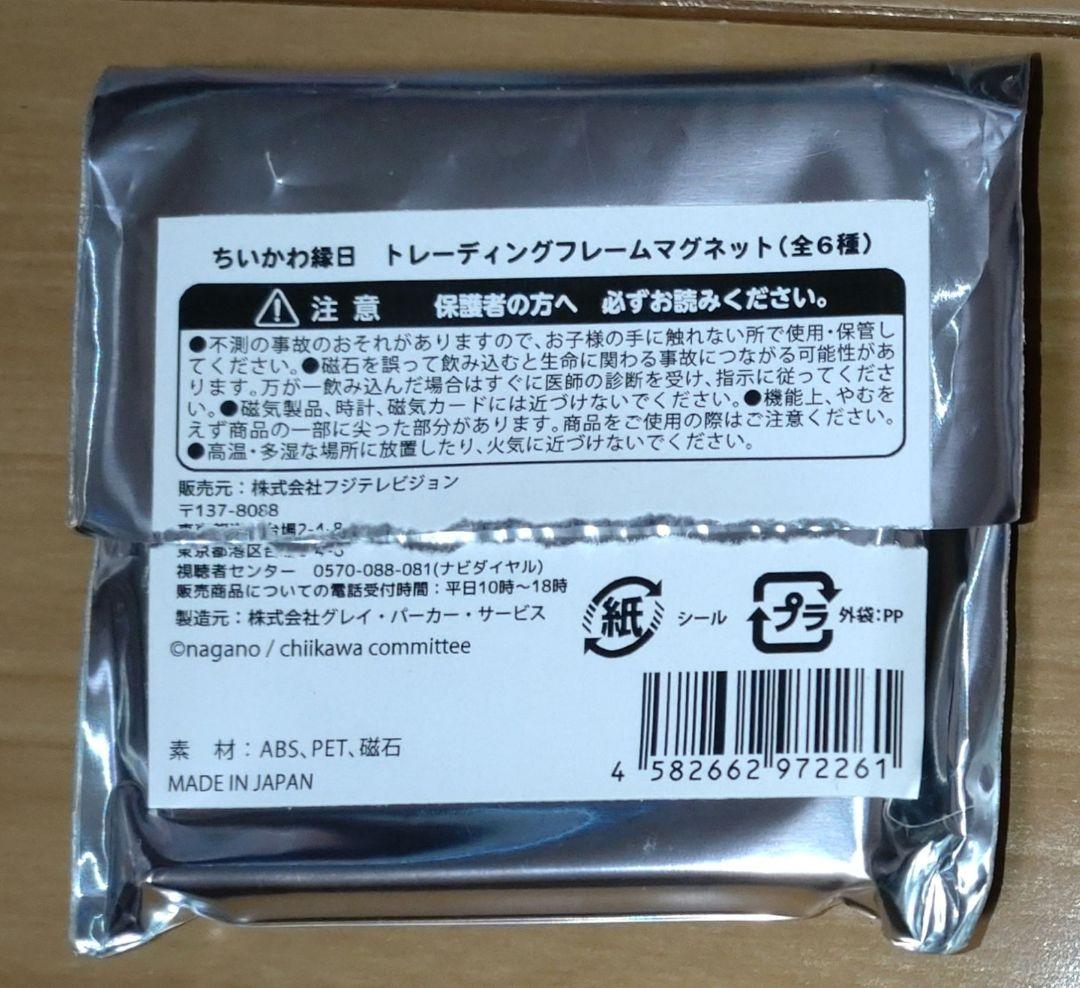 ちいかわ縁日　トレーディングフレームマグネット(全6種)
注意　保護者の方へ　必ずお読みください。
●不測の事故のおそれがありますので、お子様の手に触れない所で使用・保管し
てください。●磁石を誤って飲み込むと生命に関わる事故につながる可能性があ
ります。万が一飲み込んだ場合はすぐに医師の診断を受け、指示に従ってくださ
い。●磁気製品、時計、磁気カードには近づけないでください。●機能上、やむを
えず商品の一部に尖った部分があります。商品をご使用の際はご注意ください。
●高温・多湿な場所に放置したり、火気に近づけないでください。
販売元：株式会社フジテレビジョン
〒137-8088
台場2-4-8
東京都港区
視聴者センター　0570-088-081(ナビダイヤル)
販売商品についての電話受付時間：平日10時～18時
製造元：株式会社グレイ・パーカー・サービス
©nagano / chiikawa committee
紙 シール
プラ 外袋:PP
素　材：ABS、PET、磁石
MADE IN JAPAN
4 582662 972261